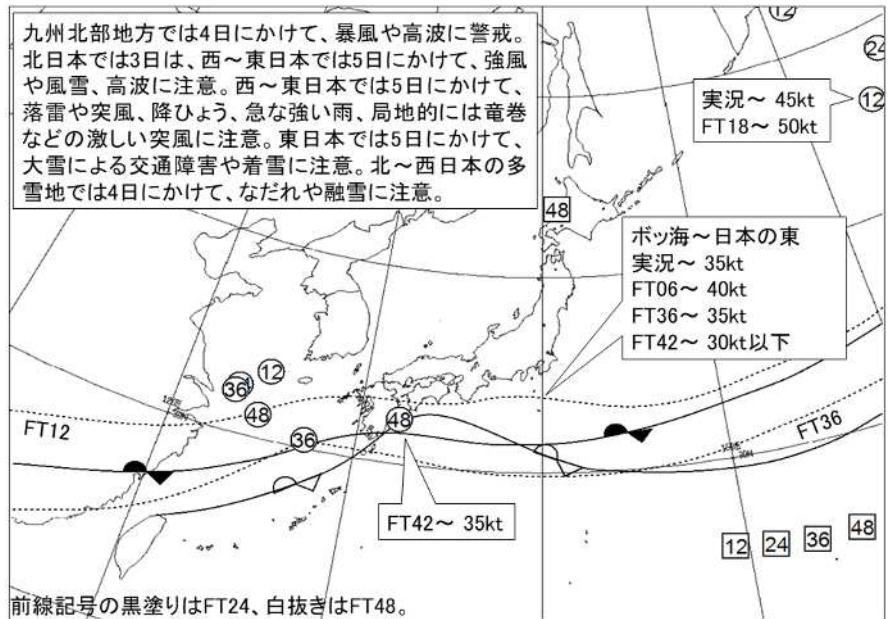 九州北部地方では4日にかけて、暴風や高波に警戒。
北日本では3日は、西～東日本では5日にかけて、強風
や風雪、高波に注意。西～東日本では5日にかけて、
落雷や突風、降ひょう、急な強い雨、局地的には竜巻
などの激しい突風に注意。東日本では5日にかけて、
大雪による交通障害や着雪に注意。北～西日本の多
雪地では4日にかけて、なだれや融雪に注意。
12
24
12
実況～ 45kt
FT18～ 50kt
48
ボッ海～日本の東
実況～ 35kt
FT06～ 40kt
FT36～ 35kt
FT42～ 30kt以下
12
36
48
48
36
FT12
FT36
FT42～ 35kt
12
24
36
48
前線記号の黒塗りはFT24、白抜きはFT48。